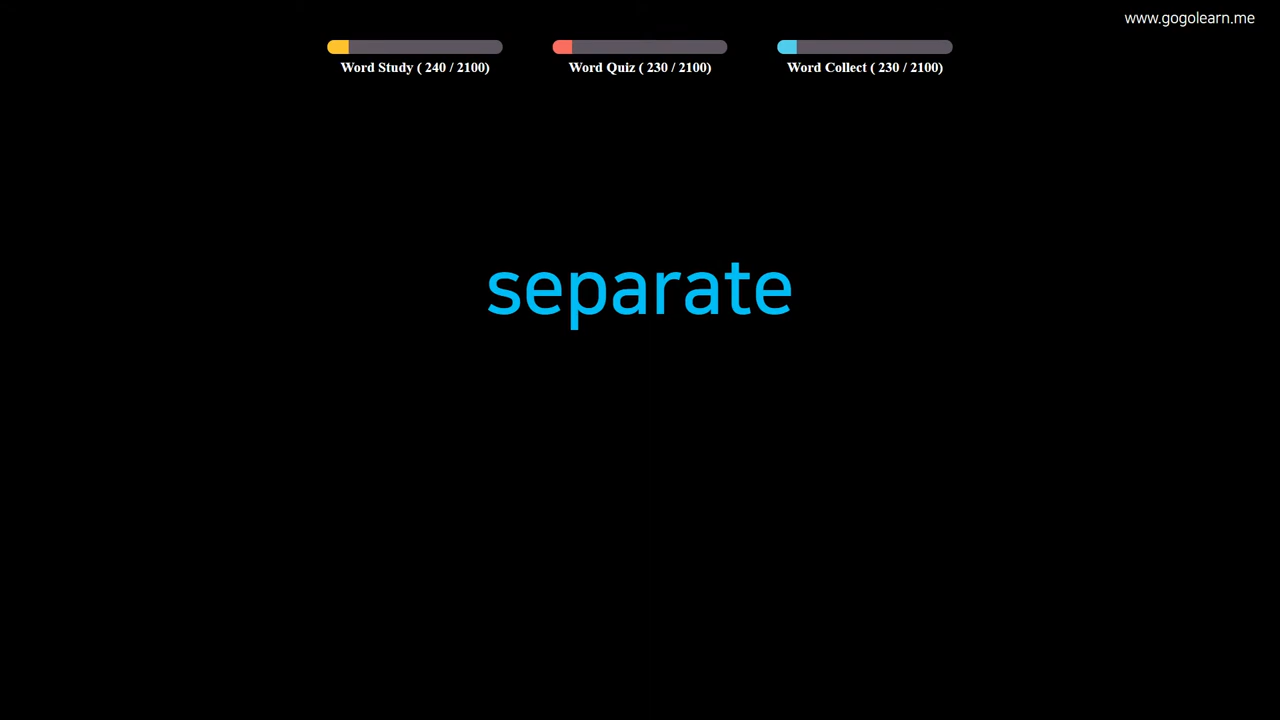 www.gogolearn.me
Word Study ( 240 / 2100)
Word Quiz ( 230 / 2100)
Word Collect ( 230 / 2100)
separate